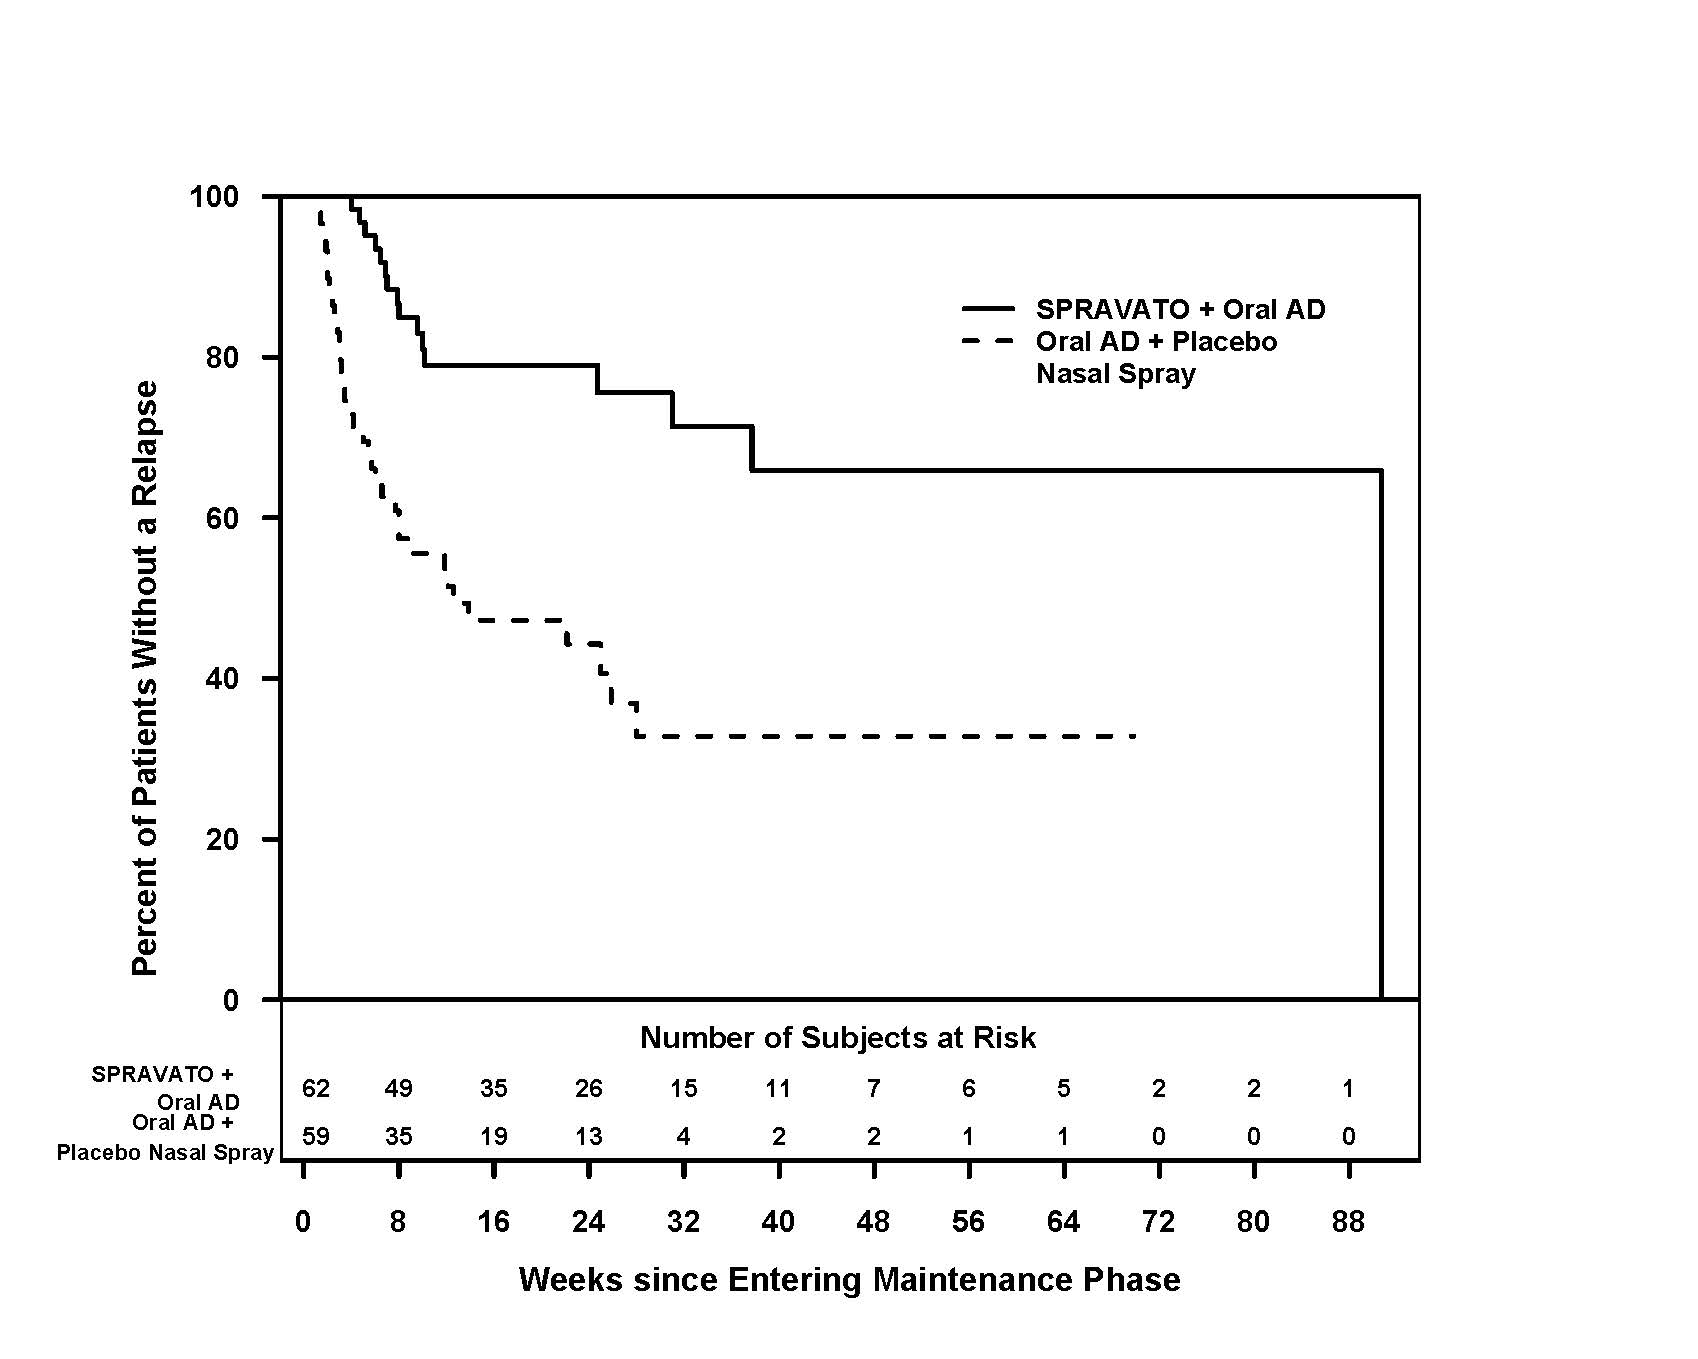 100
80
60
40
20
0
Percent of Patients Without a Relapse
SPRAVATO + Oral AD
Oral AD + Placebo
Nasal Spray
Number of Subjects at Risk
SPRAVATO +
Oral AD
62 49 35 26 15 11 7 6 5 2 2 1
Oral AD +
Placebo Nasal Spray
59 35 19 13 4 2 2 1 1 0 0 0
0 8 16 24 32 40 48 56 64 72 80 88
Weeks since Entering Maintenance Phase